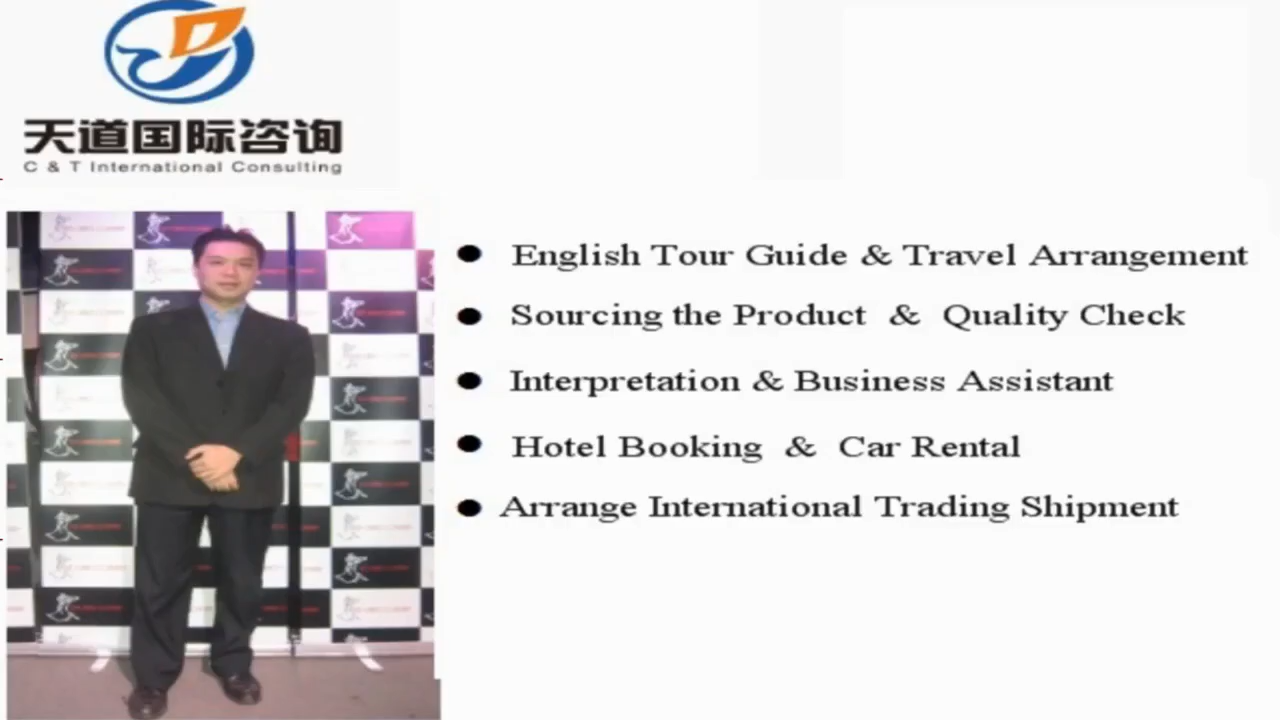 天道国际咨询
C & T International Consulting
● English Tour Guide & Travel Arrangement
● Sourcing the Product & Quality Check
● Interpretation & Business Assistant
● Hotel Booking & Car Rental
● Arrange International Trading Shipment